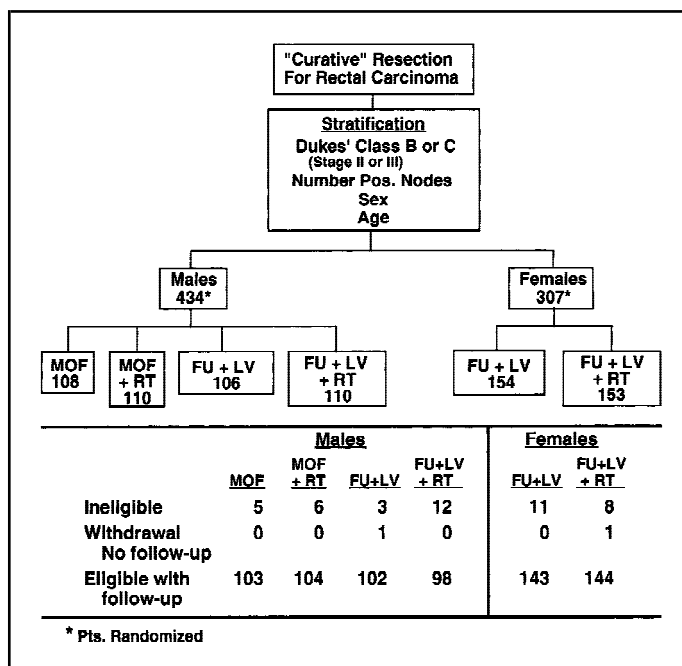 "Curative" Resection
For Rectal Carcinoma
Stratification
Dukes' Class B or C
(Stage II or III)
Number Pos. Nodes
Sex
Age
Males
434*
Females
307*
MOF
108
MOF
+ RT
110
FU + LV
106
FU + LV
+ RT
110
FU + LV
154
FU + LV
+ RT
153
Males Females
MOF MOF + RT FU+LV FU+LV + RT FU+LV FU+LV + RT
Ineligible 5 6 3 12 11 8
Withdrawal 0 0 1 0 0 1
No follow-up
Eligible with 103 104 102 98 143 144
follow-up
* Pts. Randomized